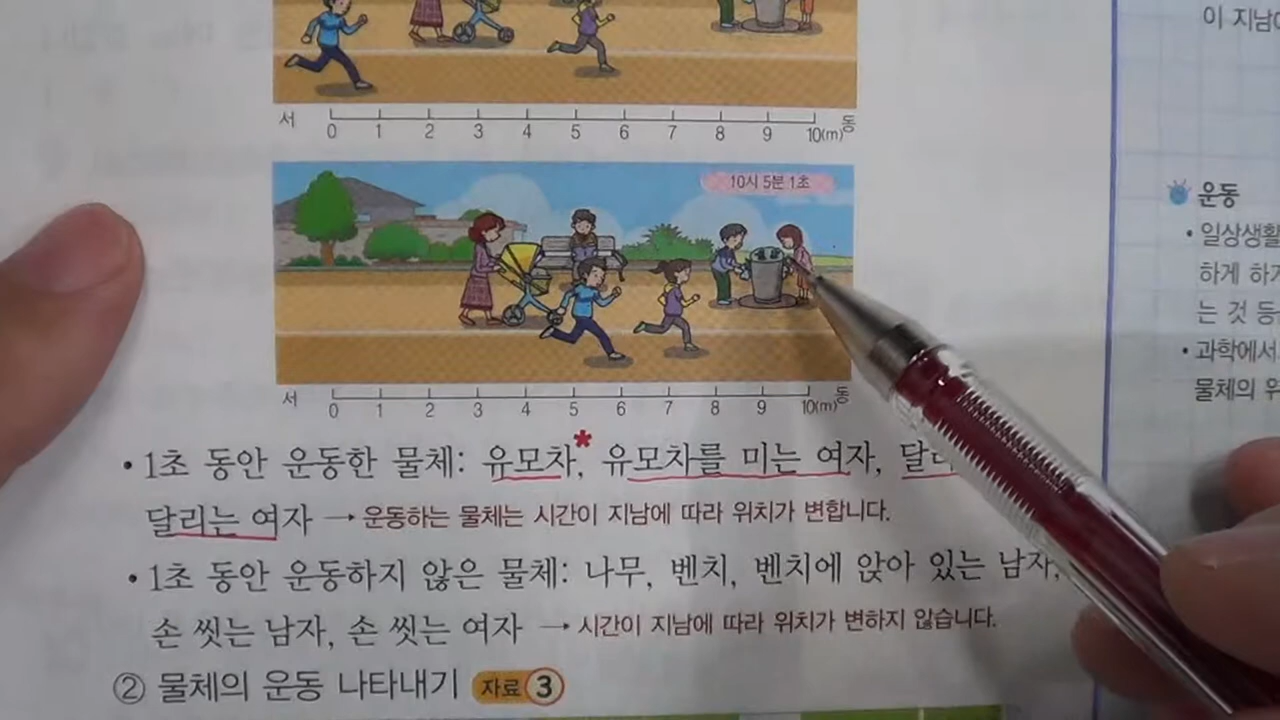 이 지남에
서 0 1 2 3 4 5 6 7 8 9 10(m) 동
10시 5분 1초
서 0 1 2 3 4 5 6 7 8 9 10(m) 동
• 1초 동안 운동한 물체: 유모차*, 유모차를 미는 여자,
달리는 여자 → 운동하는 물체는 시간이 지남에 따라 위치가 변합니다.
• 1초 동안 운동하지 않은 물체: 나무, 벤치, 벤치에 앉아 있는 남자,
손 씻는 남자, 손 씻는 여자 → 시간이 지남에 따라 위치가 변하지 않습니다.
② 물체의 운동 나타내기 자료 3
운동
• 일상생활
하게 하
는 것 등
• 과학에서
물체의 위